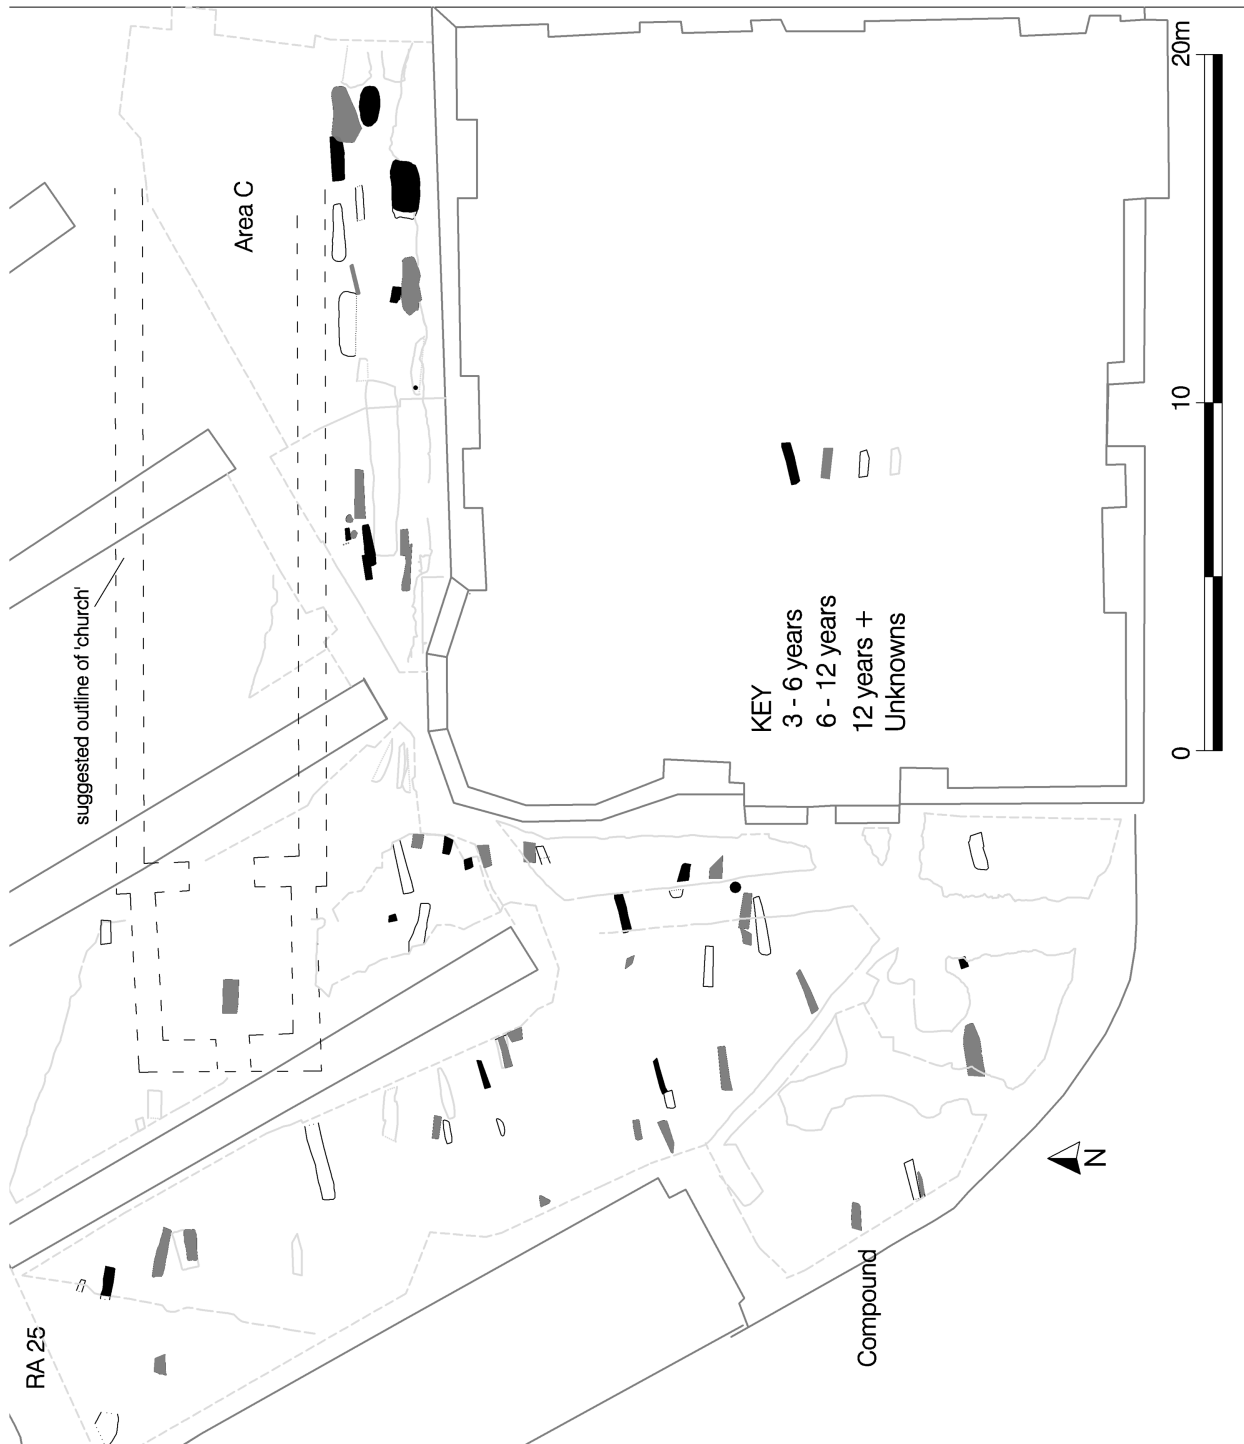 RA 25
Area C
suggested outline of 'church'
KEY
3 - 6 years
6 - 12 years
12 years +
Unknowns
Compound
N
0
10
20m